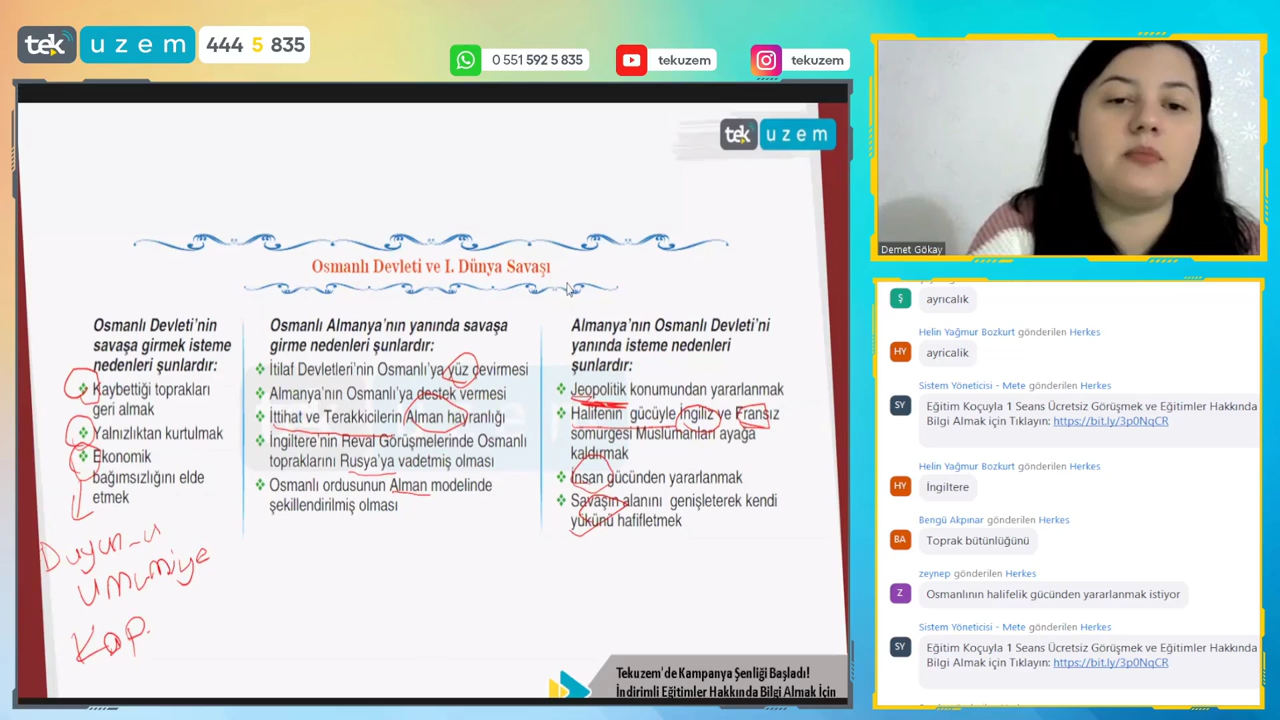 tek uzem 444 5 835
0 551 592 5 835
tekuzem
tekuzem
tek uzem
Osmanlı Devleti ve I. Dünya Savaşı
Osmanlı Devleti'nin
savaşa girmek isteme
nedenleri şunlardır:
Kaybettiği toprakları
geri almak
Yalnızlıktan kurtulmak
Ekonomik
bağımsızlığını elde
etmek
Duyun-u
Umumiye
Kap.
Osmanlı Almanya'nın yanında savaşa
girme nedenleri şunlardır:
İtilaf Devletleri'nin Osmanlı'ya yüz çevirmesi
Almanya'nın Osmanlı'ya destek vermesi
İttihat ve Terakkicilerin Alman hayranlığı
İngiltere'nin Reval Görüşmelerinde Osmanlı
topraklarını Rusya'ya vadetmiş olması
Osmanlı ordusunun Alman modelinde
şekillendirilmiş olması
Almanya'nın Osmanlı Devleti'ni
yanında isteme nedenleri
şunlardır:
Jeopolitik konumundan yararlanmak
Halifenin gücüyle İngiliz ve Fransız
sömürgesi Müslümanları ayağa
kaldırmak
İnsan gücünden yararlanmak
Savaşın alanını genişleterek kendi
yükünü hafifletmek
Tekuzem'de Kampanya Şenliği Başladı!
İndirimli Eğitimler Hakkında Bilgi Almak İçin
Demet Gökay
Ş
ayrıcalık
Helin Yağmur Bozkurt gönderilen Herkes
HY
ayricalik
Sistem Yöneticisi - Mete gönderilen Herkes
SY
Eğitim Koçuyla 1 Seans Ücretsiz Görüşmek ve Eğitimler Hakkında
Bilgi Almak için Tıklayın: https://bit.ly/3p0NqCR
Helin Yağmur Bozkurt gönderilen Herkes
HY
İngiltere
Bengü Akpınar gönderilen Herkes
BA
Toprak bütünlüğünü
zeynep gönderilen Herkes
Z
Osmanlının halifelik gücünden yararlanmak istiyor
Sistem Yöneticisi - Mete gönderilen Herkes
SY
Eğitim Koçuyla 1 Seans Ücretsiz Görüşmek ve Eğitimler Hakkında
Bilgi Almak için Tıklayın: https://bit.ly/3p0NqCR